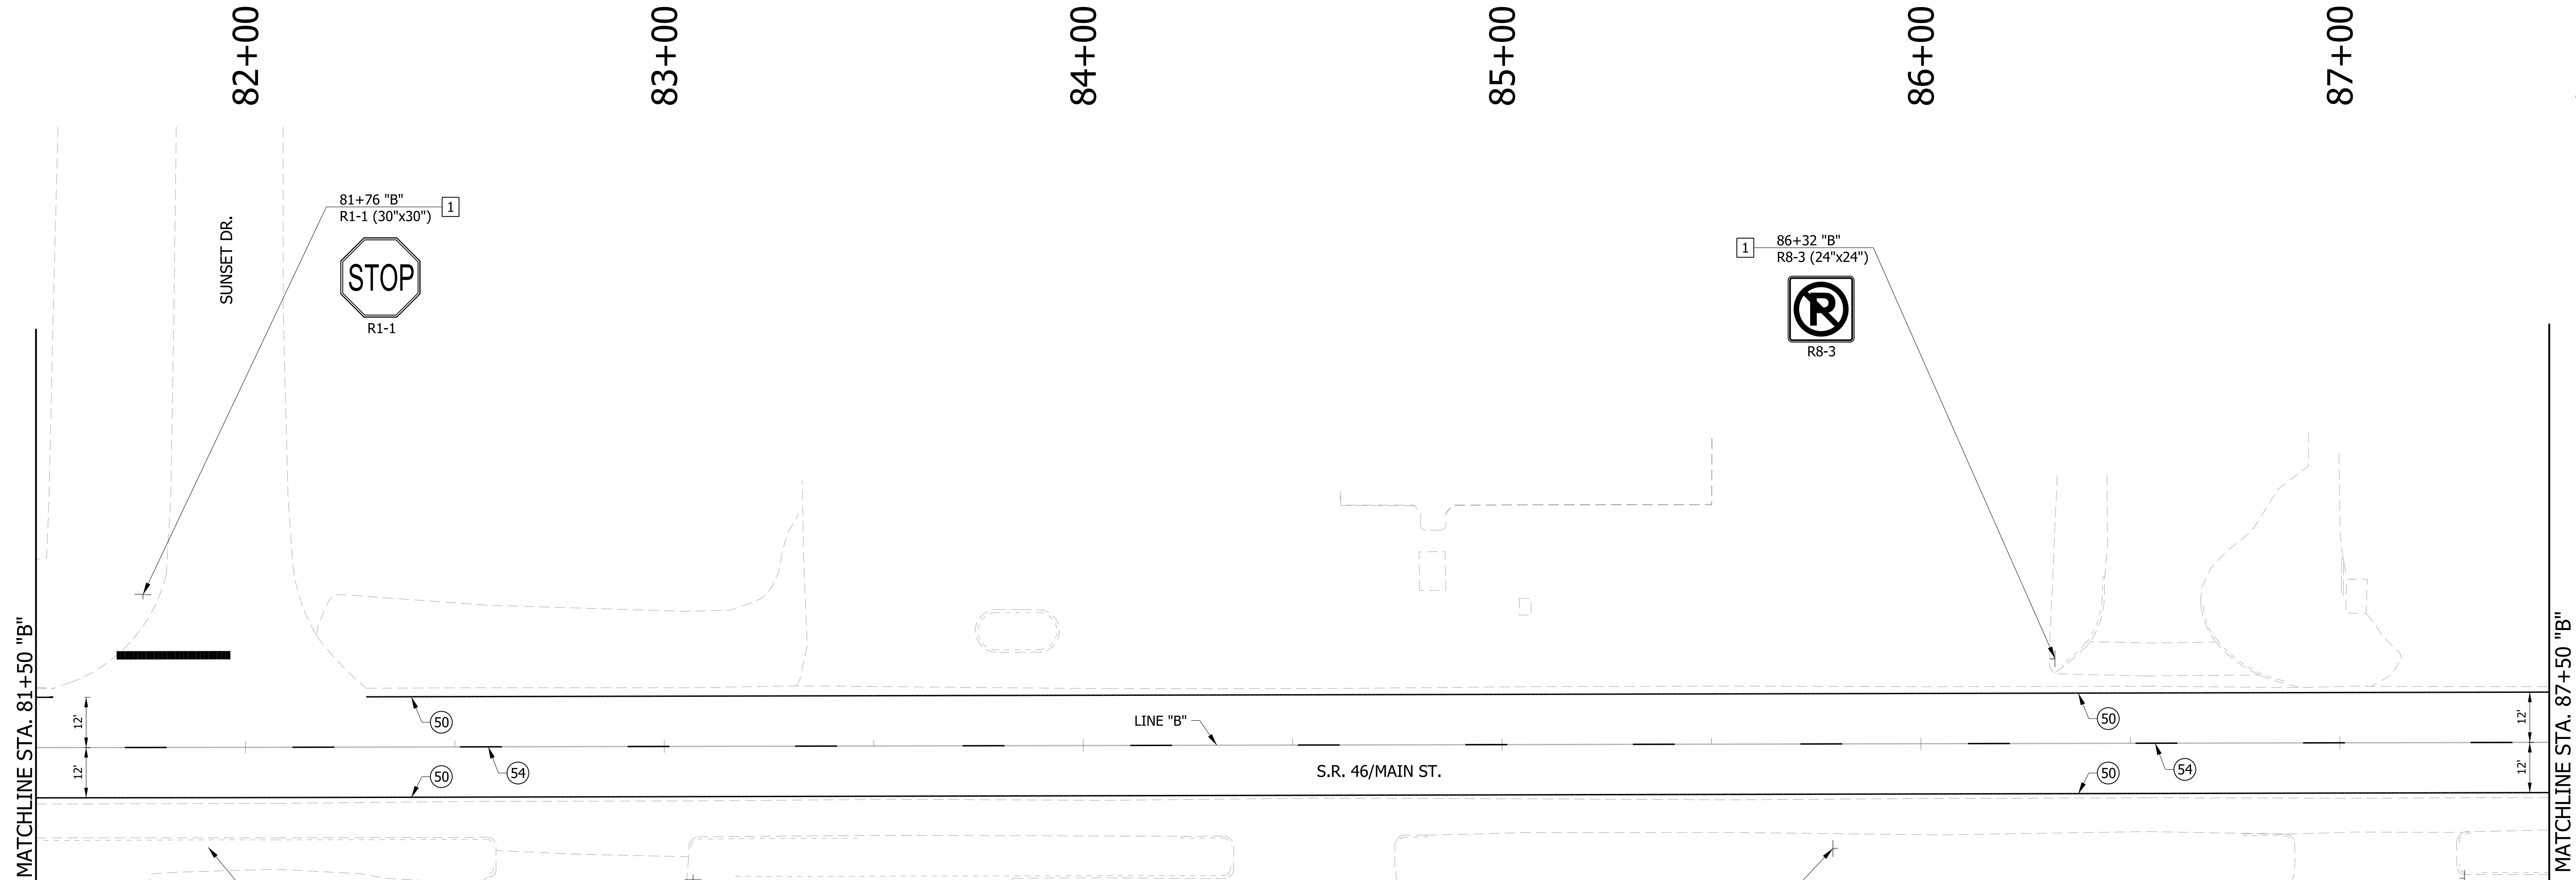 82+00
83+00
84+00
85+00
86+00
87+00
81+76 "B"
R1-1 (30"x30")
1
STOP
R1-1
SUNSET DR.
1
86+32 "B"
R8-3 (24"x24")
P
R8-3
MATCHLINE STA. 81+50 "B"
MATCHLINE STA. 87+50 "B"
12'
12'
50
50
54
LINE "B"
S.R. 46/MAIN ST.
50
50
54
12'
12'